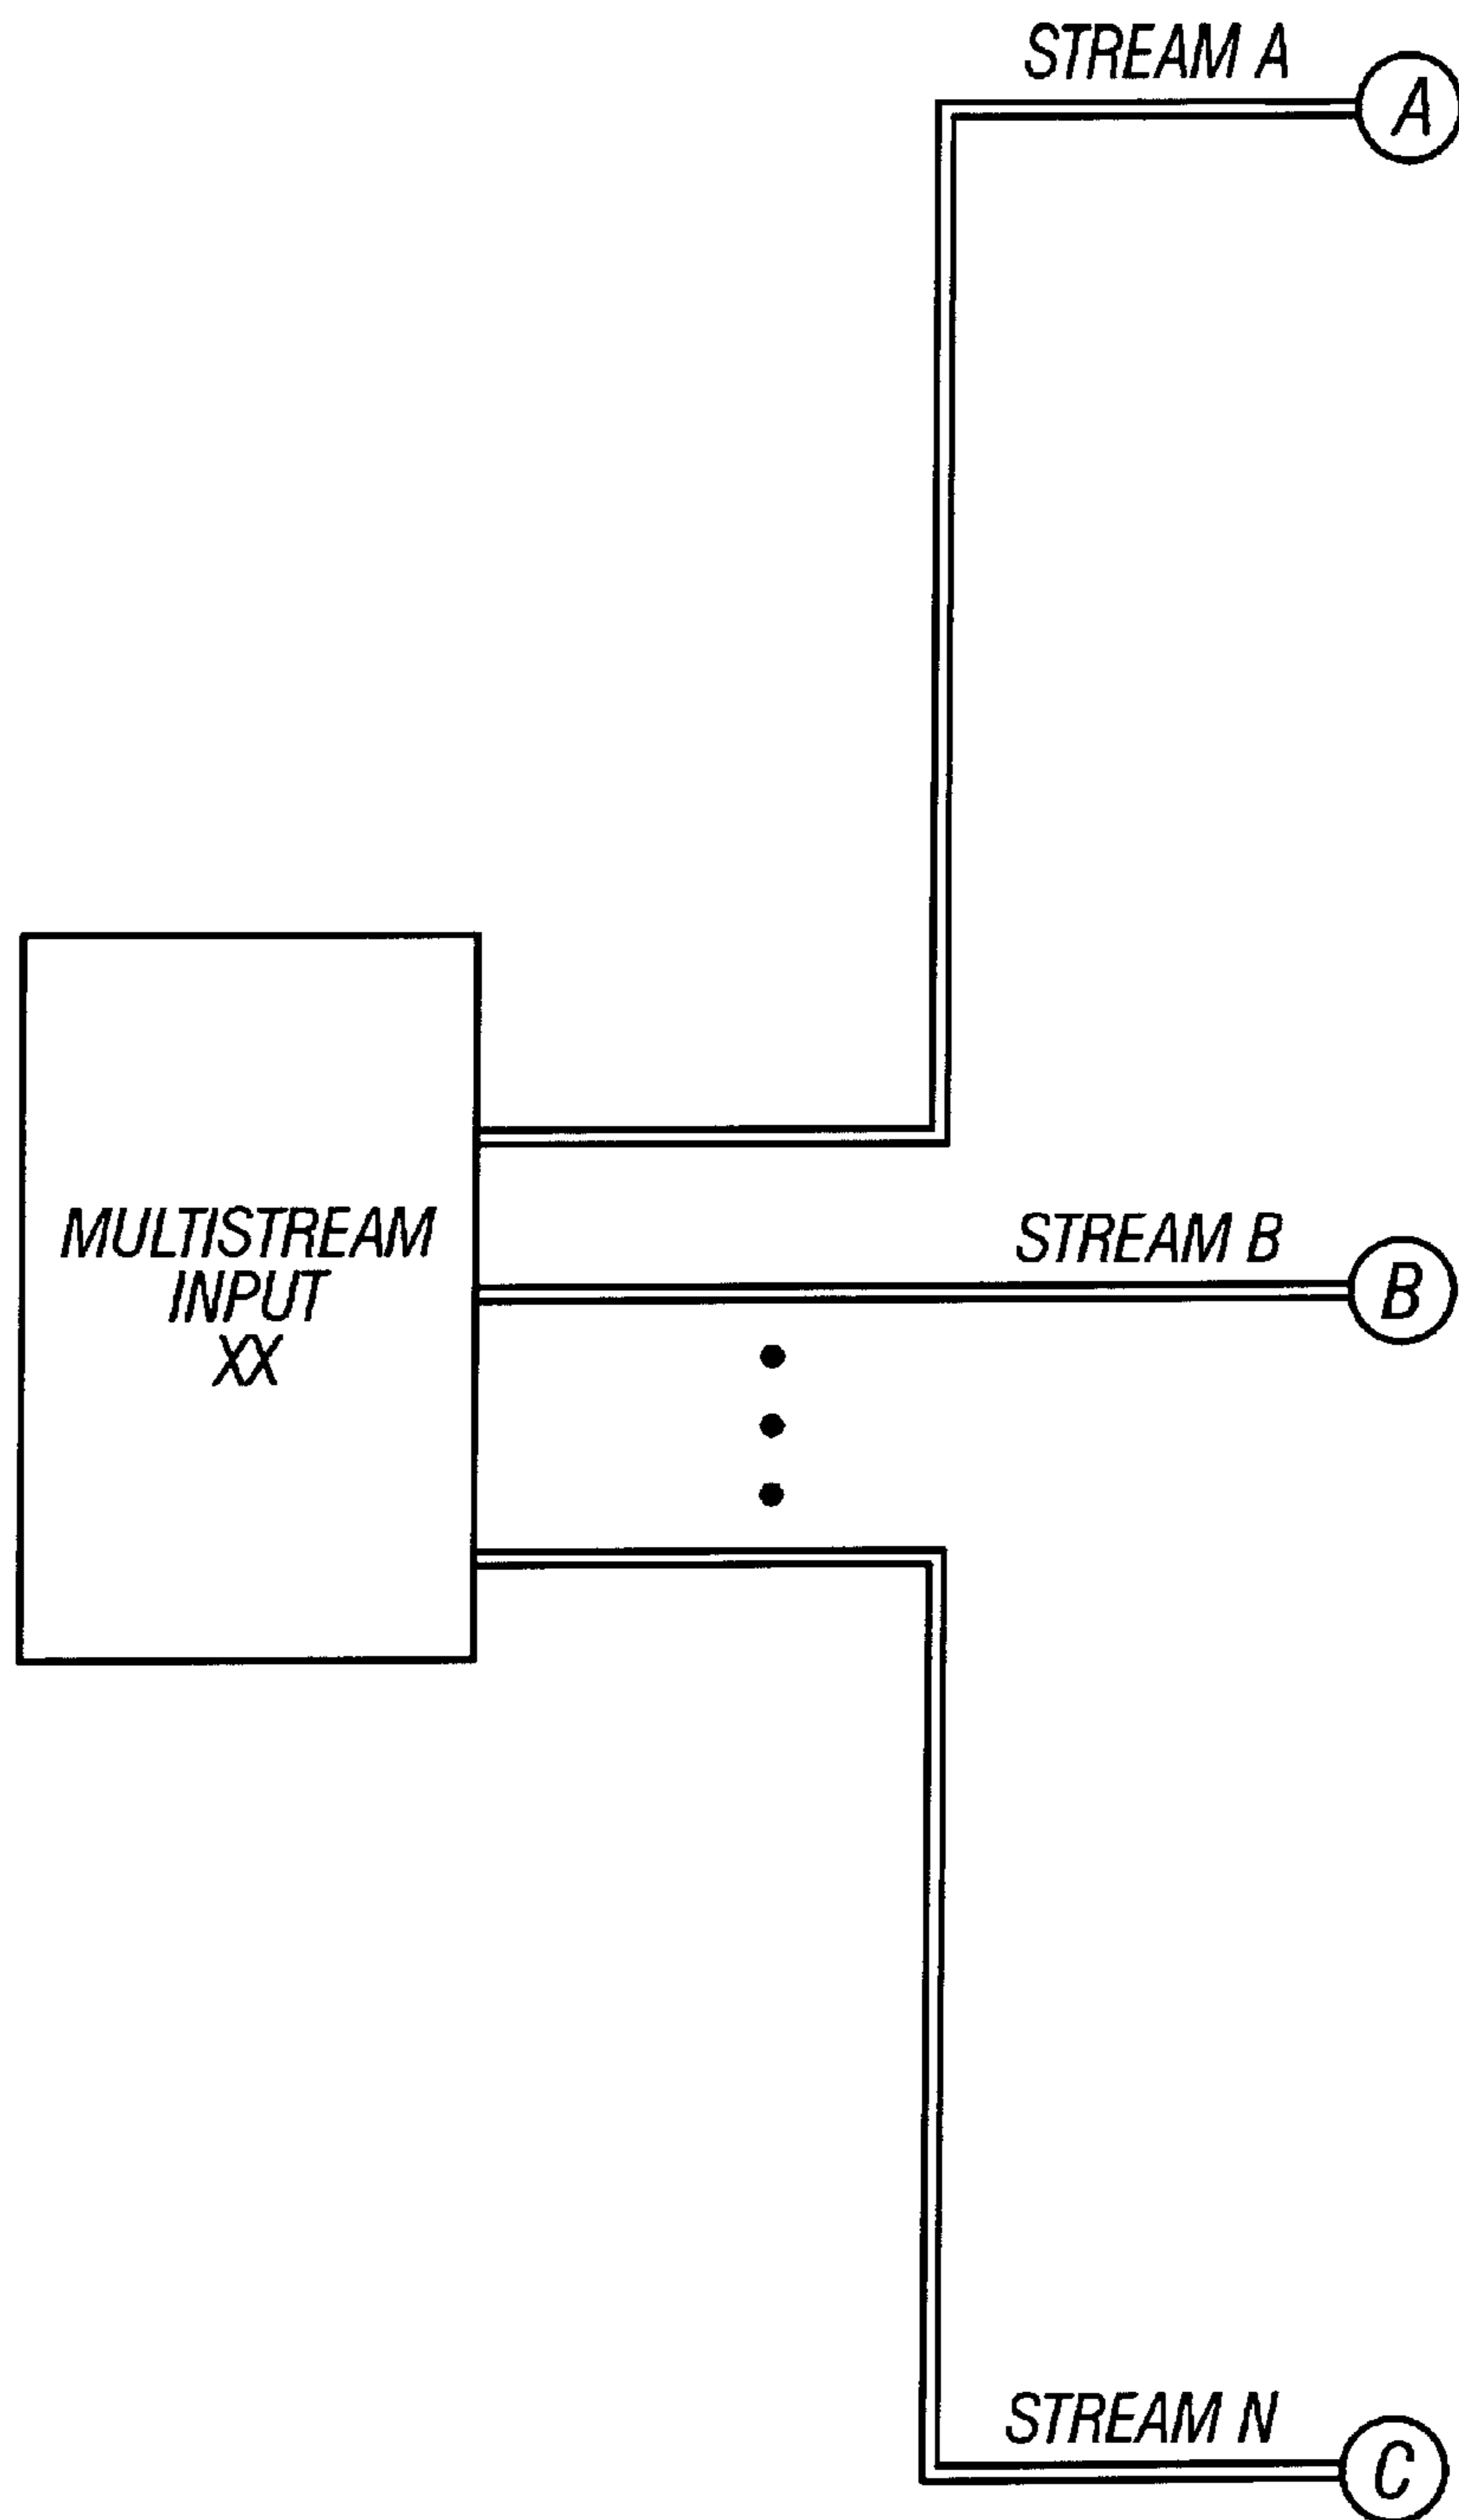 STREAM A
A
MULTISTREAM
INPUT
XX
STREAM B
B
STREAM N
C